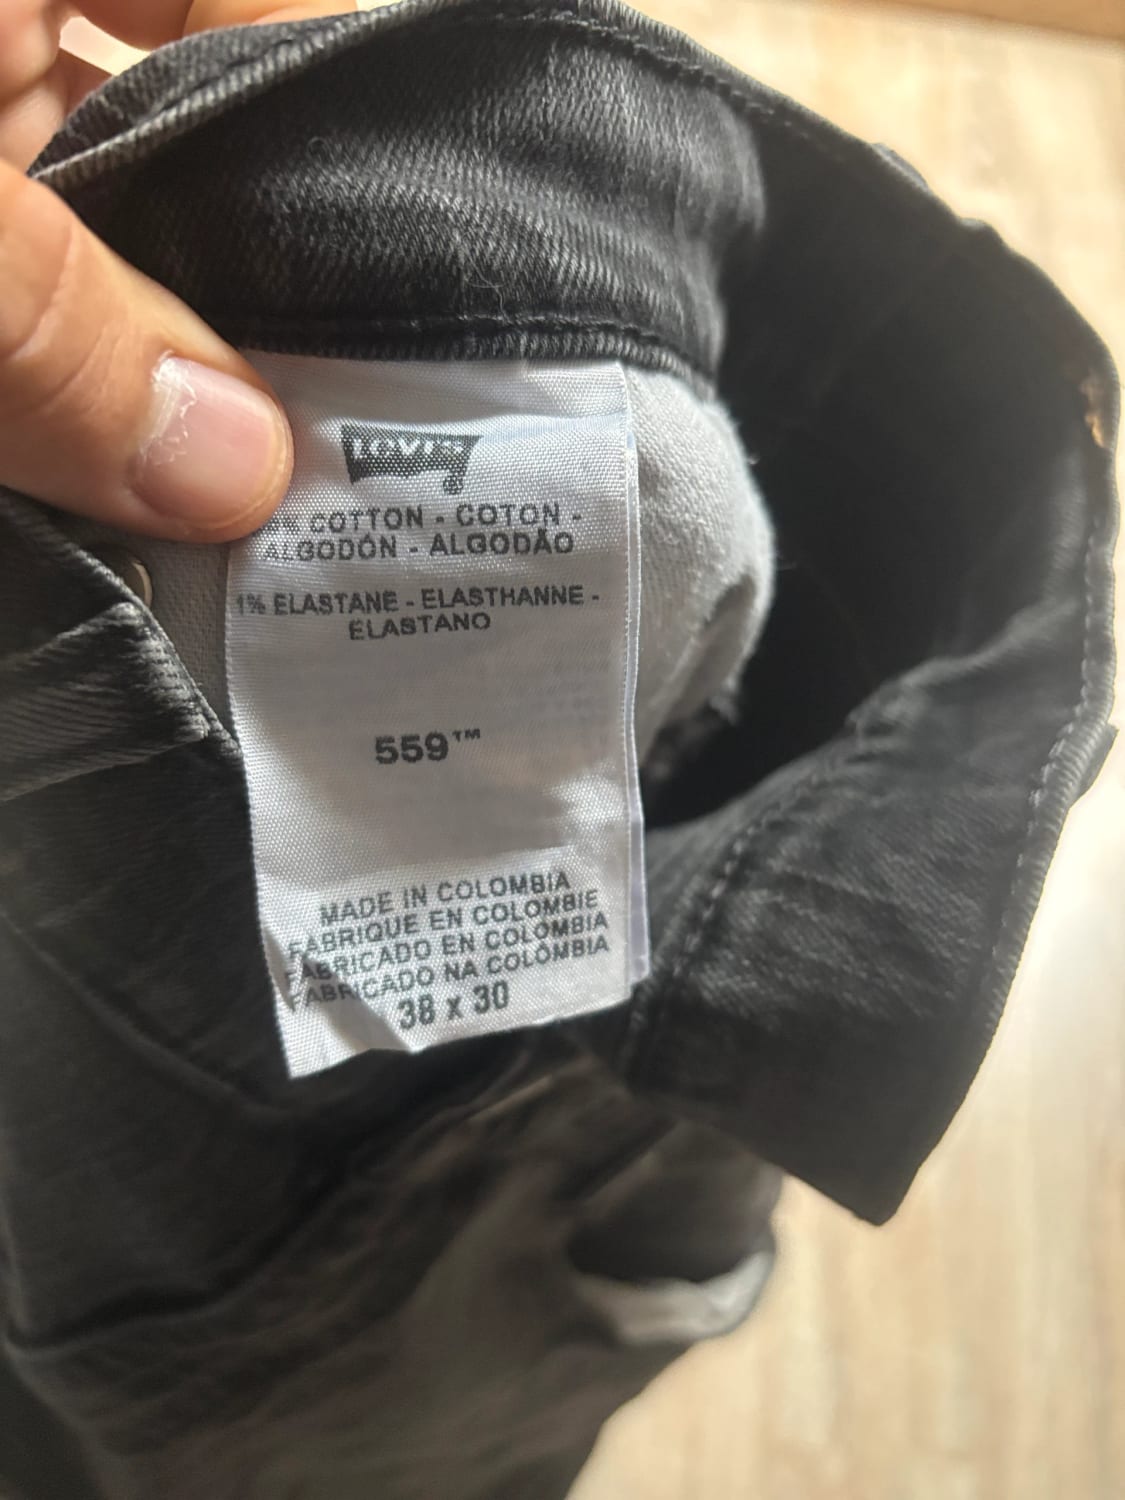 Levi's
% COTTON - COTON -
ALGODÓN - ALGODÃO
1% ELASTANE - ELASTHANNE -
ELASTANO
559™
MADE IN COLOMBIA
FABRIQUE EN COLOMBIE
FABRICADO EN COLOMBIA
FABRICADO NA COLÔMBIA
38 x 30